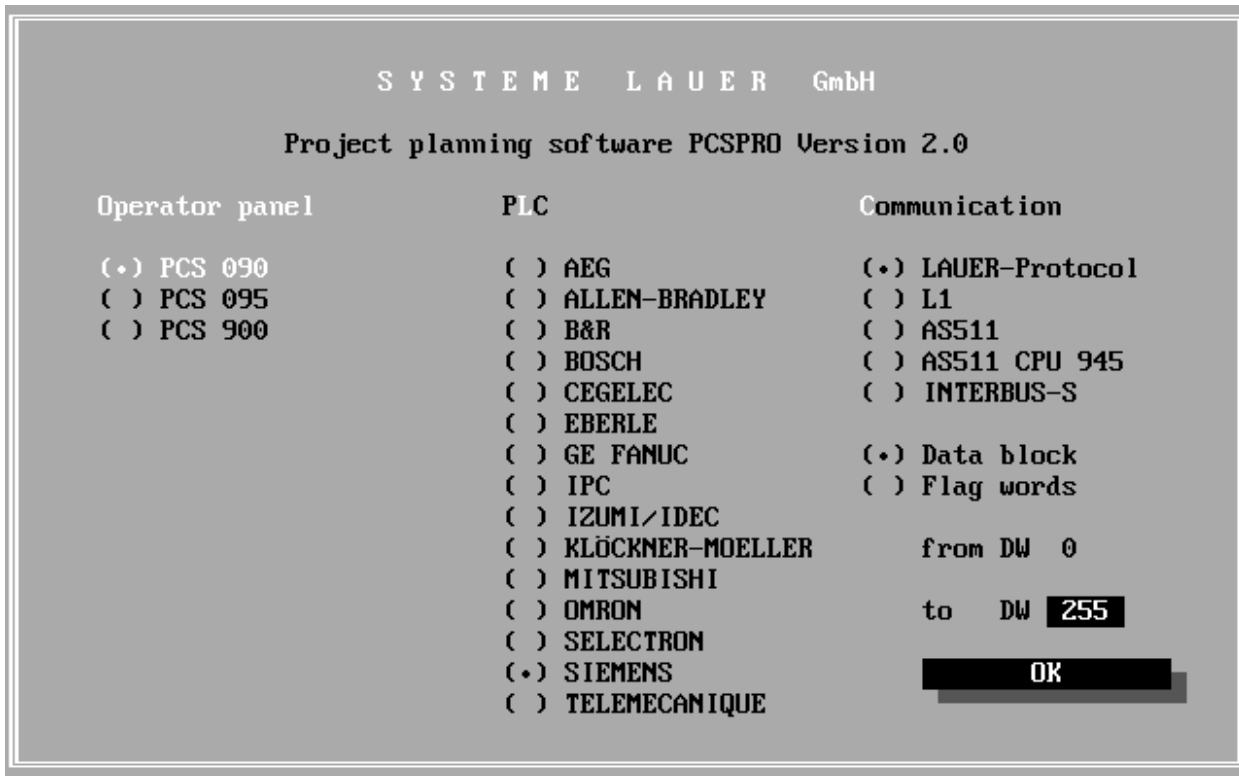 S Y S T E M E L A U E R GmbH
Project planning software PCSPRO Version 2.0
Operator panel
(•) PCS 090
( ) PCS 095
( ) PCS 900
PLC
( ) AEG
( ) ALLEN-BRADLEY
( ) B&R
( ) BOSCH
( ) CEGELEC
( ) EBERLE
( ) GE FANUC
( ) IPC
( ) IZUMI/IDEC
( ) KLÖCKNER-MOELLER
( ) MITSUBISHI
( ) OMRON
( ) SELECTRON
(•) SIEMENS
( ) TELEMECANIQUE
Communication
(•) LAUER-Protocol
( ) L1
( ) AS511
( ) AS511 CPU 945
( ) INTERBUS-S
(•) Data block
( ) Flag words
from DW 0
to DW 255
OK